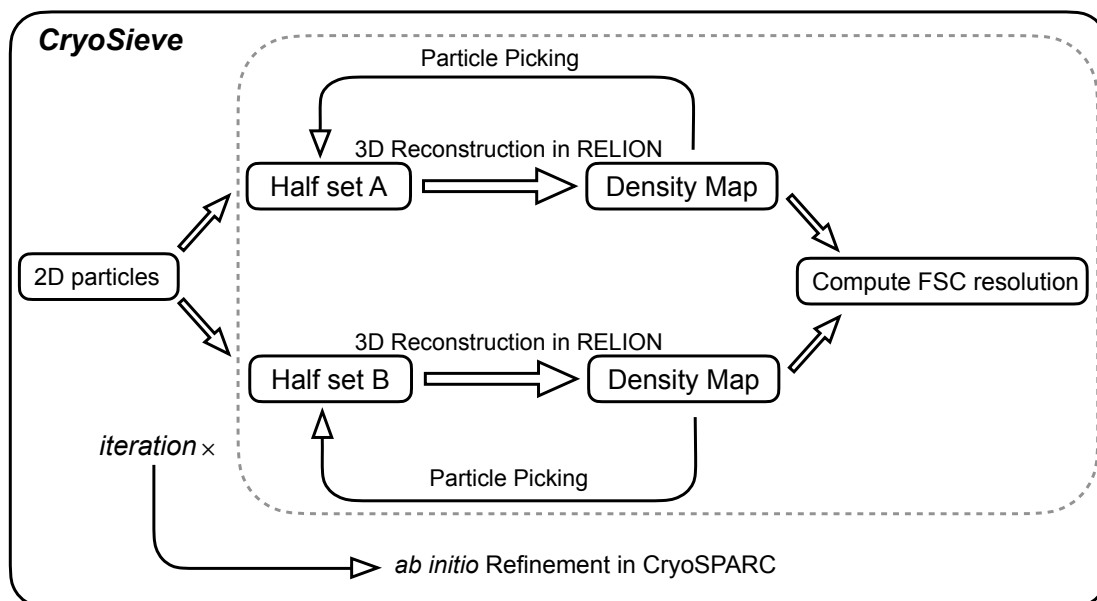 CryoSieve
Particle Picking
3D Reconstruction in RELION
Half set A
Density Map
2D particles
Compute FSC resolution
3D Reconstruction in RELION
Half set B
Density Map
iteration ×
Particle Picking
ab initio Refinement in CryoSPARC